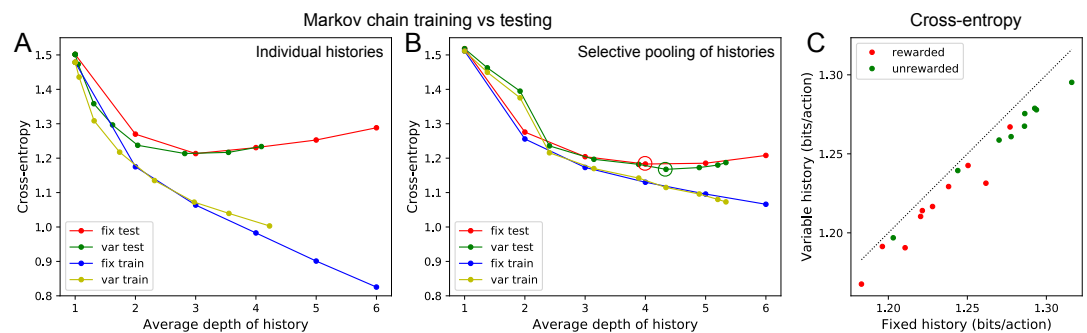 Markov chain training vs testing
Cross-entropy
A
Individual histories
B
Selective pooling of histories
C
1.5
1.4
1.3
1.2
1.1
1.0
0.9
0.8
Cross-entropy
fix test
var test
fix train
var train
1 2 3 4 5 6
Average depth of history
1.5
1.4
1.3
1.2
1.1
1.0
0.9
0.8
Cross-entropy
fix test
var test
fix train
var train
1 2 3 4 5 6
Average depth of history
rewarded
unrewarded
1.30
1.25
1.20
Variable history (bits/action)
1.20 1.25 1.30
Fixed history (bits/action)